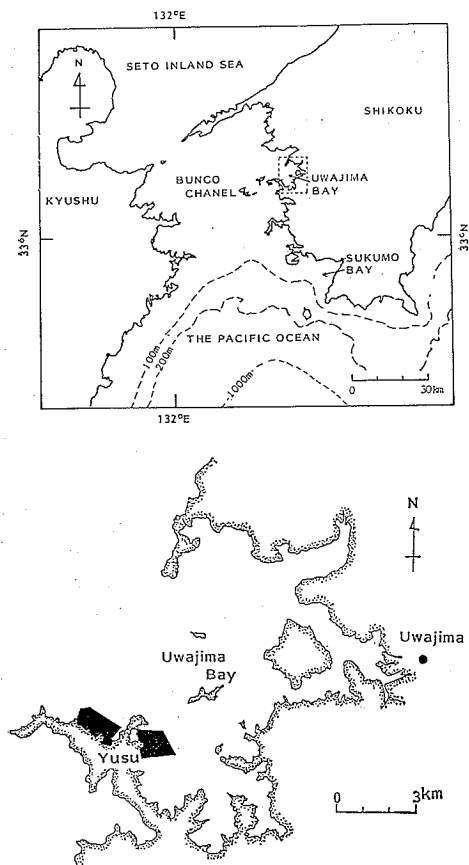 132°E
N
SETO INLAND SEA
SHIKOKU
BUNGO
CHANEL
UWAJIMA
BAY
KYUSHU
33°N
33°N
SUKUMO
BAY
100m
200m
THE PACIFIC OCEAN
1000m
0 30km
132°E
N
Uwajima
Uwajima
Bay
Yusu
0 3km